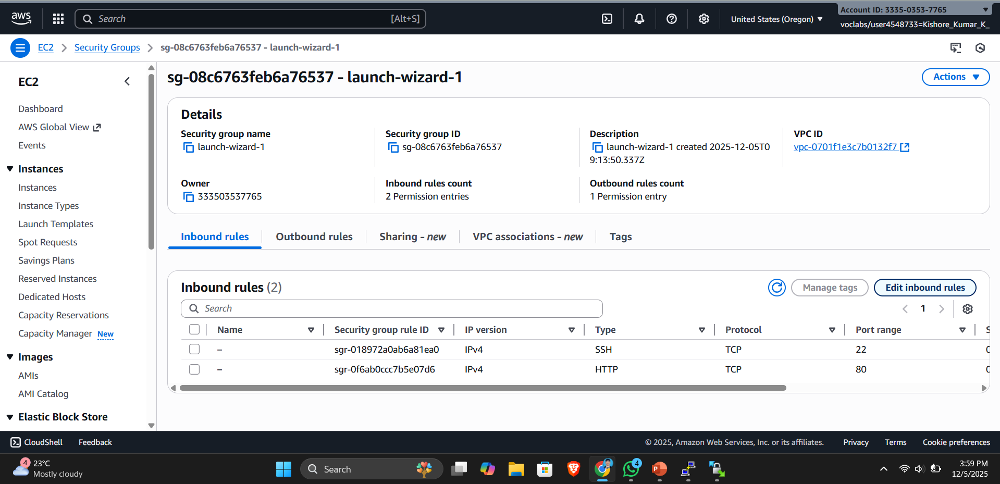 aws
Search [Alt+S]
United States (Oregon)
Account ID: 3335-0353-7765
voclabs/user4548733=Kishore_Kumar_K_
EC2 > Security Groups > sg-08c6763feb6a76537 - launch-wizard-1
EC2
Dashboard
AWS Global View
Events
Instances
Instances
Instance Types
Launch Templates
Spot Requests
Savings Plans
Reserved Instances
Dedicated Hosts
Capacity Reservations
Capacity Manager New
Images
AMIs
AMI Catalog
Elastic Block Store
sg-08c6763feb6a76537 - launch-wizard-1
Actions
Details
Security group name
launch-wizard-1
Security group ID
sg-08c6763feb6a76537
Description
launch-wizard-1 created 2025-12-05T0
9:13:50.337Z
VPC ID
vpc-0701f1e3c7b0132f7
Owner
333503537765
Inbound rules count
2 Permission entries
Outbound rules count
1 Permission entry
Inbound rules Outbound rules Sharing - new VPC associations - new Tags
Inbound rules (2)
Manage tags Edit inbound rules
Search
1
Name Security group rule ID IP version Type Protocol Port range
– sgr-018972a0ab6a81ea0 IPv4 SSH TCP 22
– sgr-0f6ab0ccc7b5e07d6 IPv4 HTTP TCP 80
CloudShell Feedback © 2025, Amazon Web Services, Inc. or its affiliates. Privacy Terms Cookie preferences
4
23°C
Mostly cloudy
Search
4
3:59 PM
12/5/2025